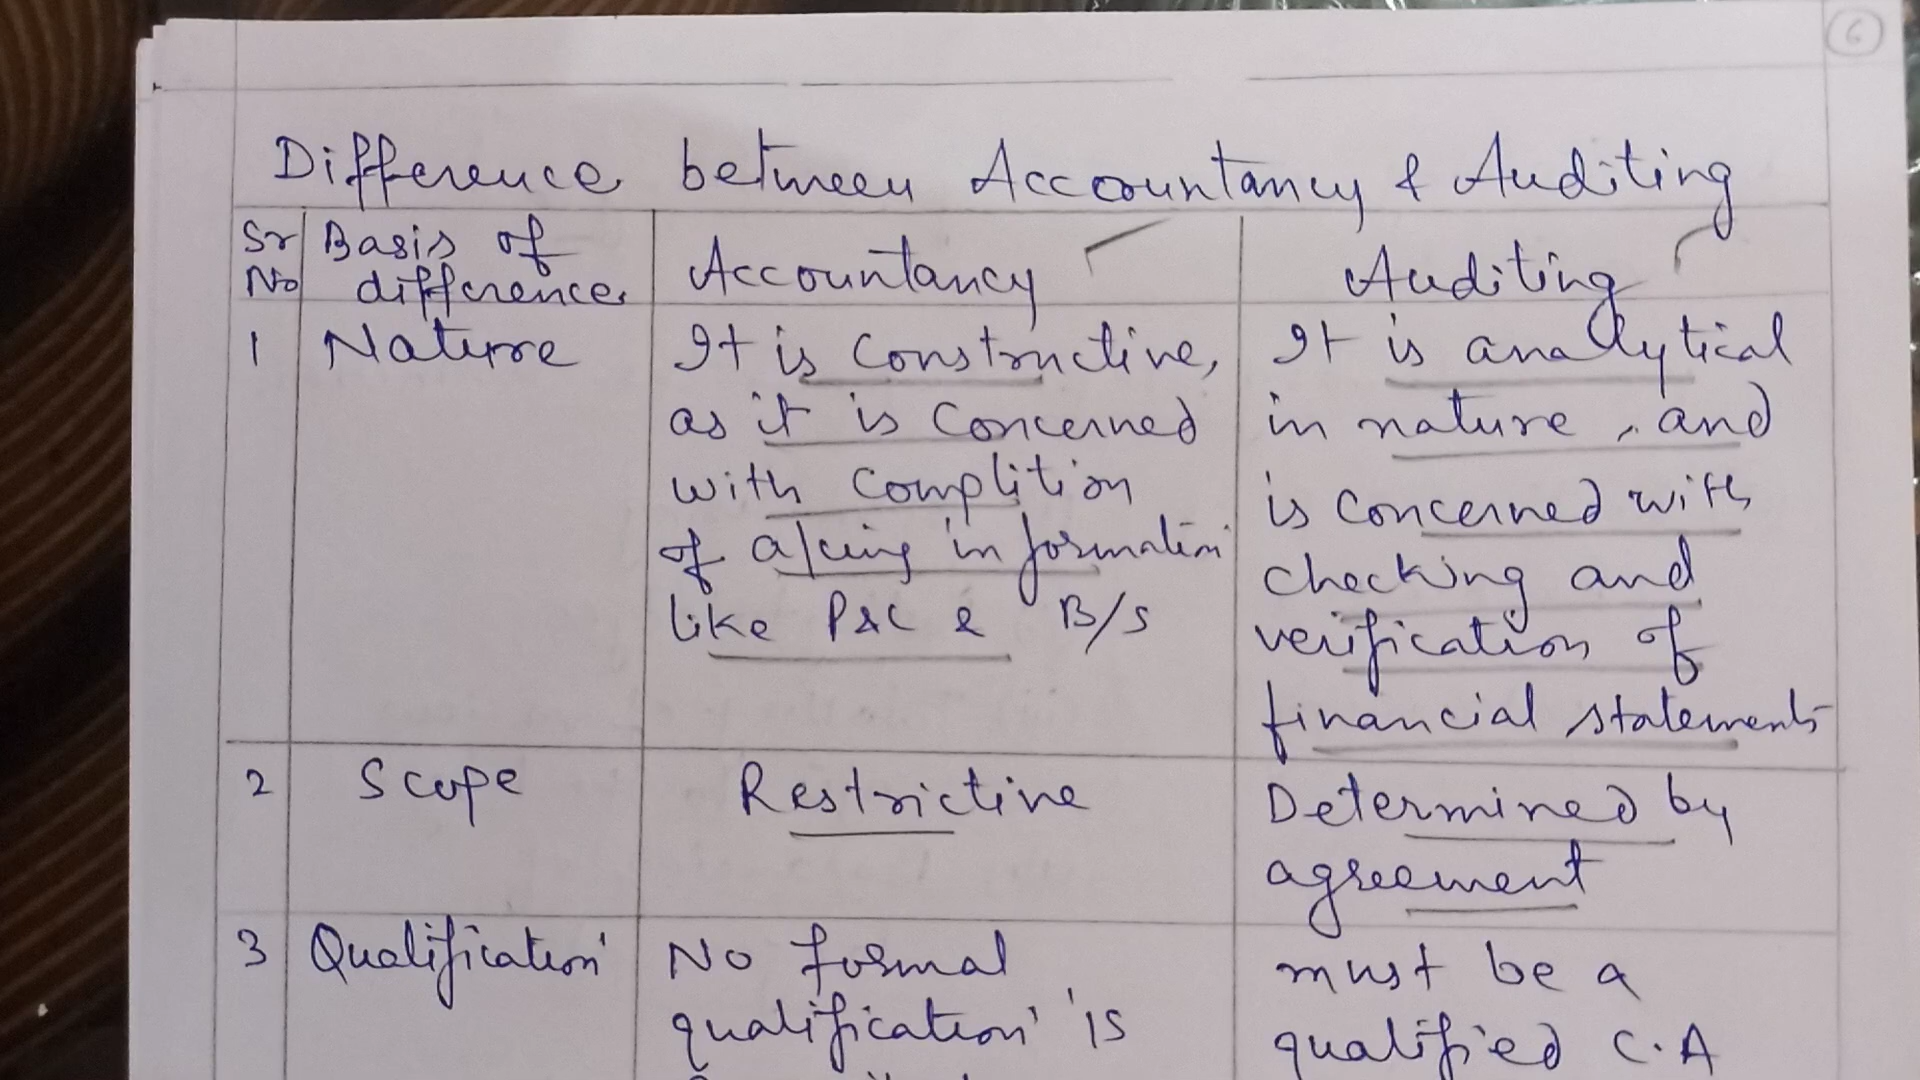 6
Difference between Accountancy & Auditing
Sr No
Basis of difference
Accountancy
Auditing
1
Nature
It is Constructive,
as it is Concerned
with Complition
of a/cing information
like P&L & B/S
It is analytical
in nature, and
is concerned with
checking and
verification of
financial statements
2
Scope
Restrictive
Determined by
agreement
3
Qualification
No formal
qualification is
must be a
qualified C.A